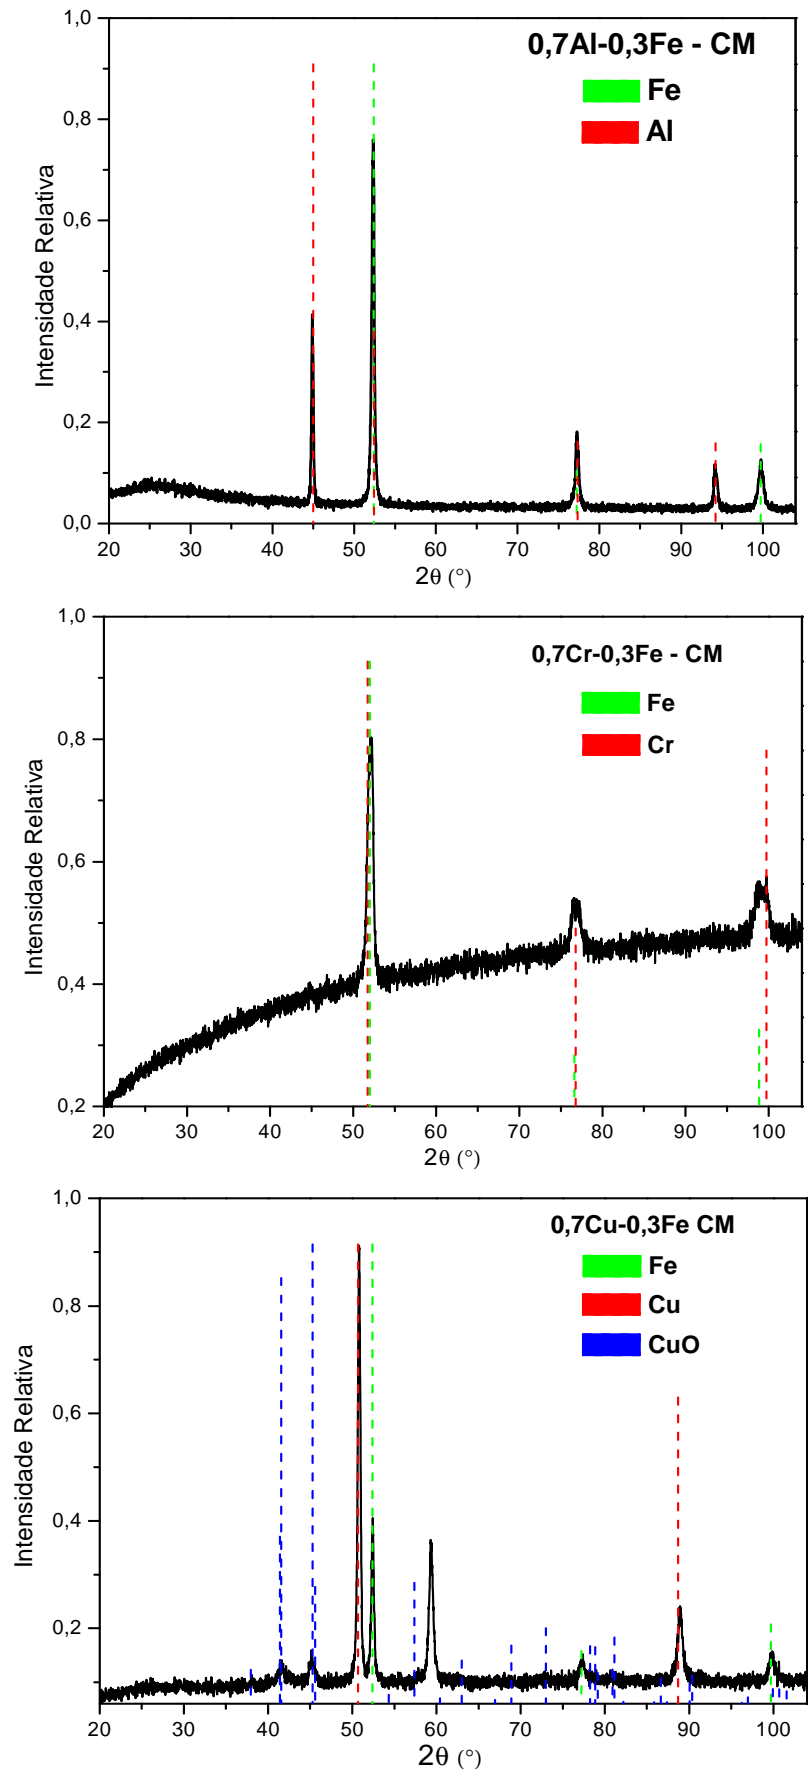 0,7Al-0,3Fe - CM
Fe
Al
Intensidade Relativa
1,0
0,8
0,6
0,4
0,2
0,0
20 30 40 50 60 70 80 90 100
2θ (°)
0,7Cr-0,3Fe - CM
Fe
Cr
Intensidade Relativa
1,0
0,8
0,6
0,4
0,2
20 30 40 50 60 70 80 90 100
2θ (°)
0,7Cu-0,3Fe CM
Fe
Cu
CuO
Intensidade Relativa
1,0
0,8
0,6
0,4
0,2
20 30 40 50 60 70 80 90 100
2θ (°)